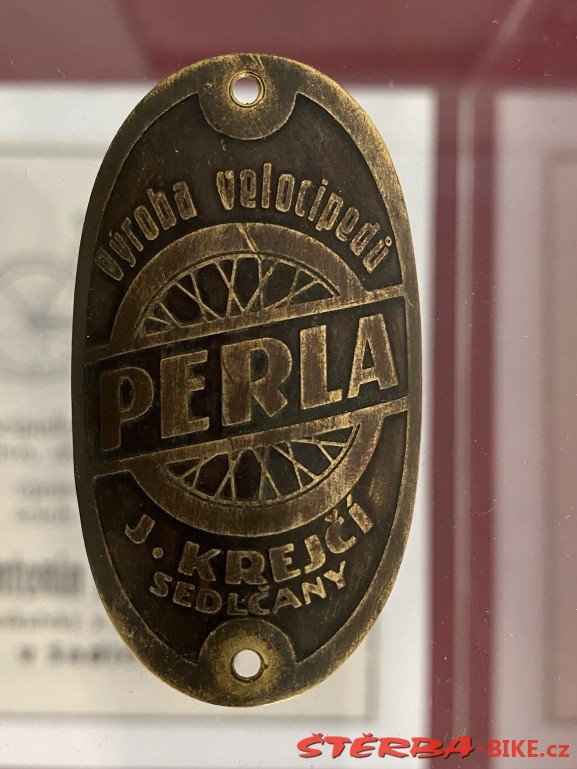 Výroba velocipedů
PERLA
J. KREJČÍ
SEDLČANY
ŠTĚRBA-BIKE.cz